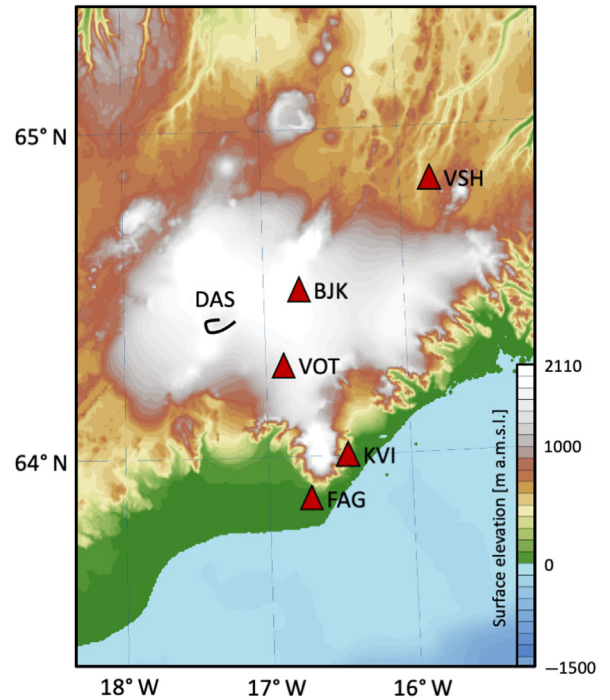 65° N
VSH
DAS
BJK
VOT
2110
1000
64° N
KVI
FAG
Surface elevation [m a.m.s.l.]
0
−1500
18° W
17° W
16° W